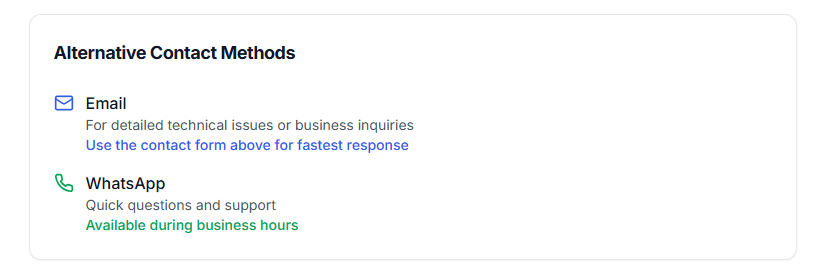 Alternative Contact Methods
Email
For detailed technical issues or business inquiries
Use the contact form above for fastest response
WhatsApp
Quick questions and support
Available during business hours